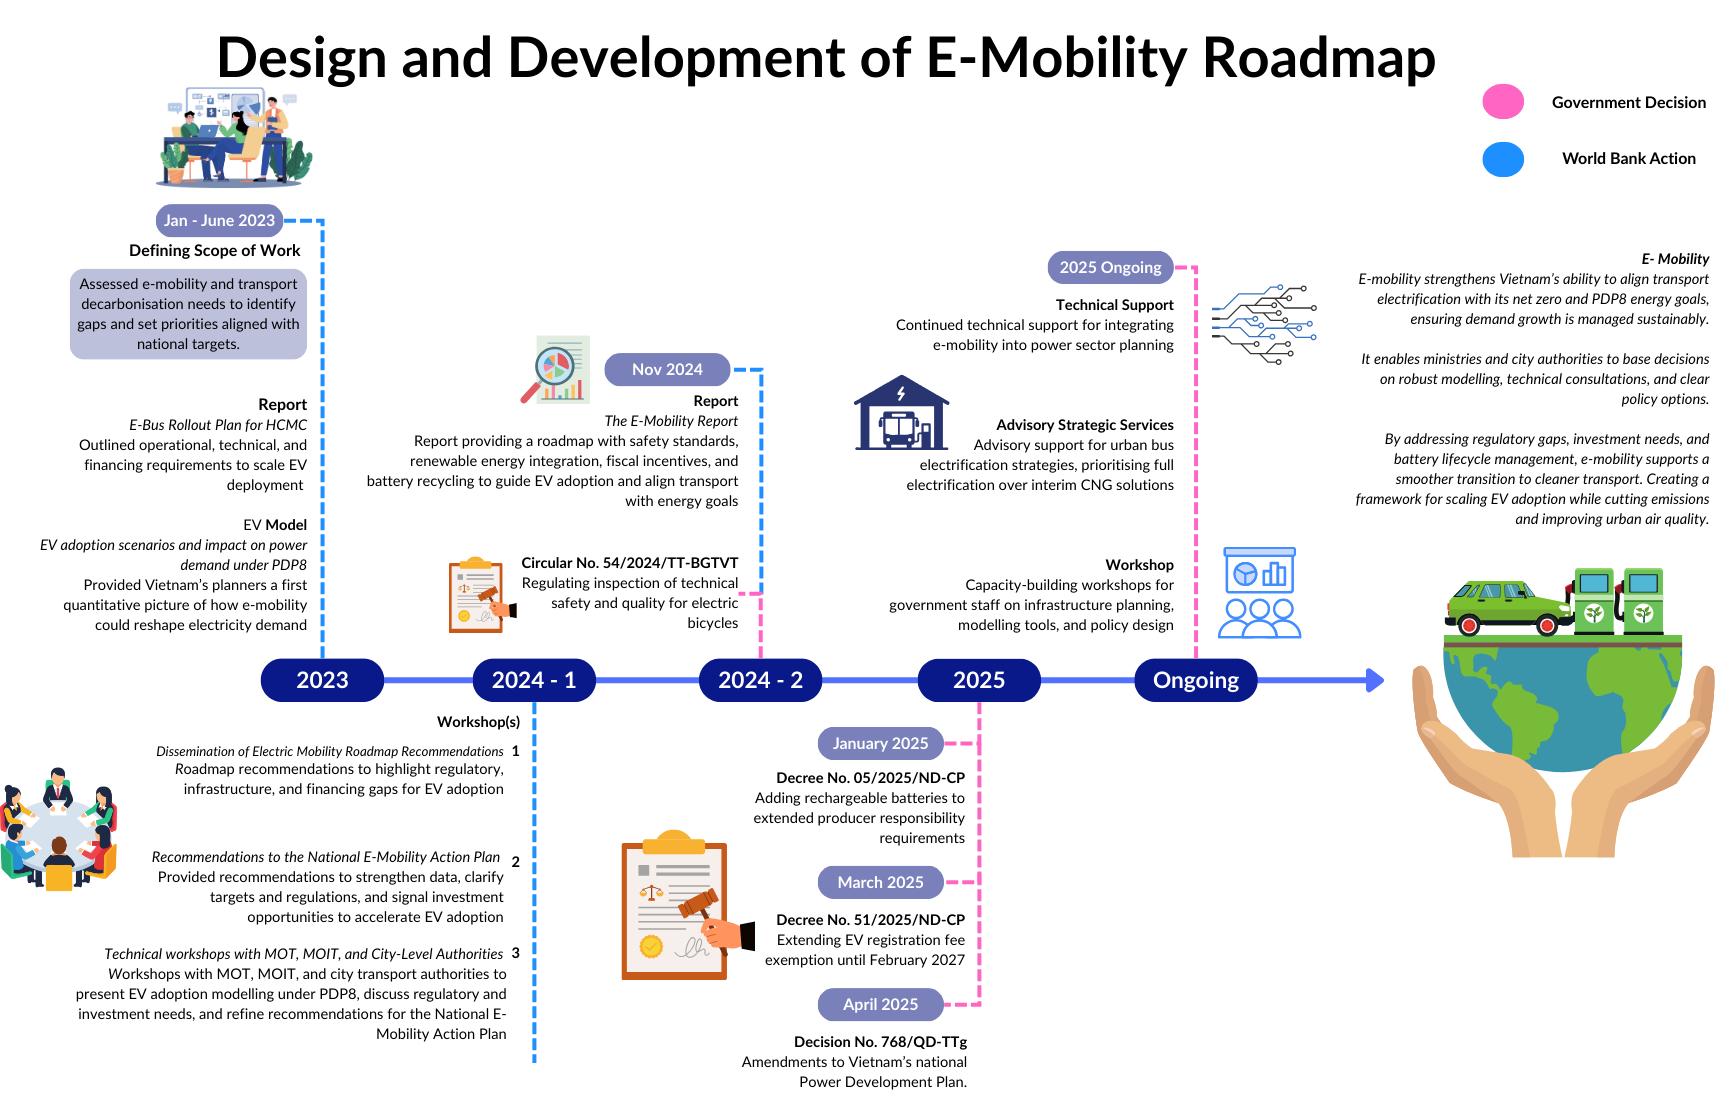 Design and Development of E-Mobility Roadmap
Government Decision
World Bank Action
Jan - June 2023
Defining Scope of Work
Assessed e-mobility and transport
decarbonisation needs to identify
gaps and set priorities aligned with
national targets.
Report
E-Bus Rollout Plan for HCMC
Outlined operational, technical, and
financing requirements to scale EV
deployment
EV Model
EV adoption scenarios and impact on power
demand under PDP8
Provided Vietnam's planners a first
quantitative picture of how e-mobility
could reshape electricity demand
Nov 2024
Report
The E-Mobility Report
Report providing a roadmap with safety standards,
renewable energy integration, fiscal incentives, and
battery recycling to guide EV adoption and align transport
with energy goals
Circular No. 54/2024/TT-BGTVT
Regulating inspection of technical
safety and quality for electric
bicycles
2025 Ongoing
Technical Support
Continued technical support for integrating
e-mobility into power sector planning
Advisory Strategic Services
Advisory support for urban bus
electrification strategies, prioritising full
electrification over interim CNG solutions
Workshop
Capacity-building workshops for
government staff on infrastructure planning,
modelling tools, and policy design
E- Mobility
E-mobility strengthens Vietnam's ability to align transport
electrification with its net zero and PDP8 energy goals,
ensuring demand growth is managed sustainably.
It enables ministries and city authorities to base decisions
on robust modelling, technical consultations, and clear
policy options.
By addressing regulatory gaps, investment needs, and
battery lifecycle management, e-mobility supports a
smoother transition to cleaner transport. Creating a
framework for scaling EV adoption while cutting emissions
and improving urban air quality.
2023
2024 - 1
2024 - 2
2025
Ongoing
Workshop(s)
Dissemination of Electric Mobility Roadmap Recommendations 1
Roadmap recommendations to highlight regulatory,
infrastructure, and financing gaps for EV adoption
Recommendations to the National E-Mobility Action Plan 2
Provided recommendations to strengthen data, clarify
targets and regulations, and signal investment
opportunities to accelerate EV adoption
Technical workshops with MOT, MOIT, and City-Level Authorities 3
Workshops with MOT, MOIT, and city transport authorities to
present EV adoption modelling under PDP8, discuss regulatory and
investment needs, and refine recommendations for the National E-
Mobility Action Plan
January 2025
Decree No. 05/2025/ND-CP
Adding rechargeable batteries to
extended producer responsibility
requirements
March 2025
Decree No. 51/2025/ND-CP
Extending EV registration fee
exemption until February 2027
April 2025
Decision No. 768/QD-TTg
Amendments to Vietnam's national
Power Development Plan.